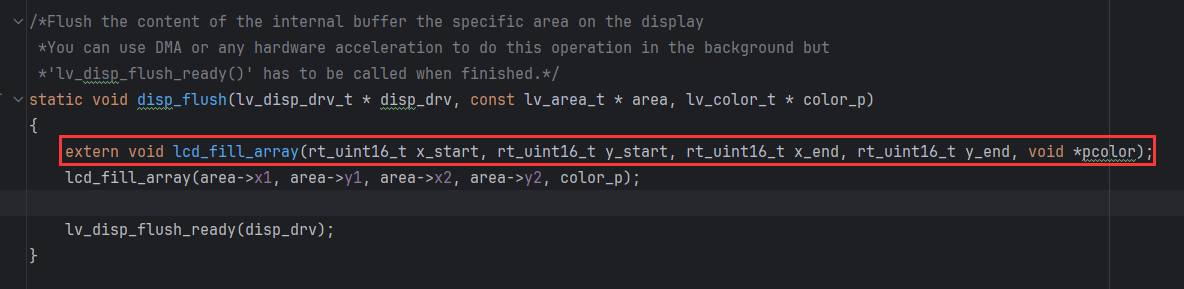 /*Flush the content of the internal buffer the specific area on the display
 *You can use DMA or any hardware acceleration to do this operation in the background but
 *'lv_disp_flush_ready()' has to be called when finished.*/
static void disp_flush(lv_disp_drv_t * disp_drv, const lv_area_t * area, lv_color_t * color_p)
{
    extern void lcd_fill_array(rt_uint16_t x_start, rt_uint16_t y_start, rt_uint16_t x_end, rt_uint16_t y_end, void *pcolor);
    lcd_fill_array(area->x1, area->y1, area->x2, area->y2, color_p);
    lv_disp_flush_ready(disp_drv);
}